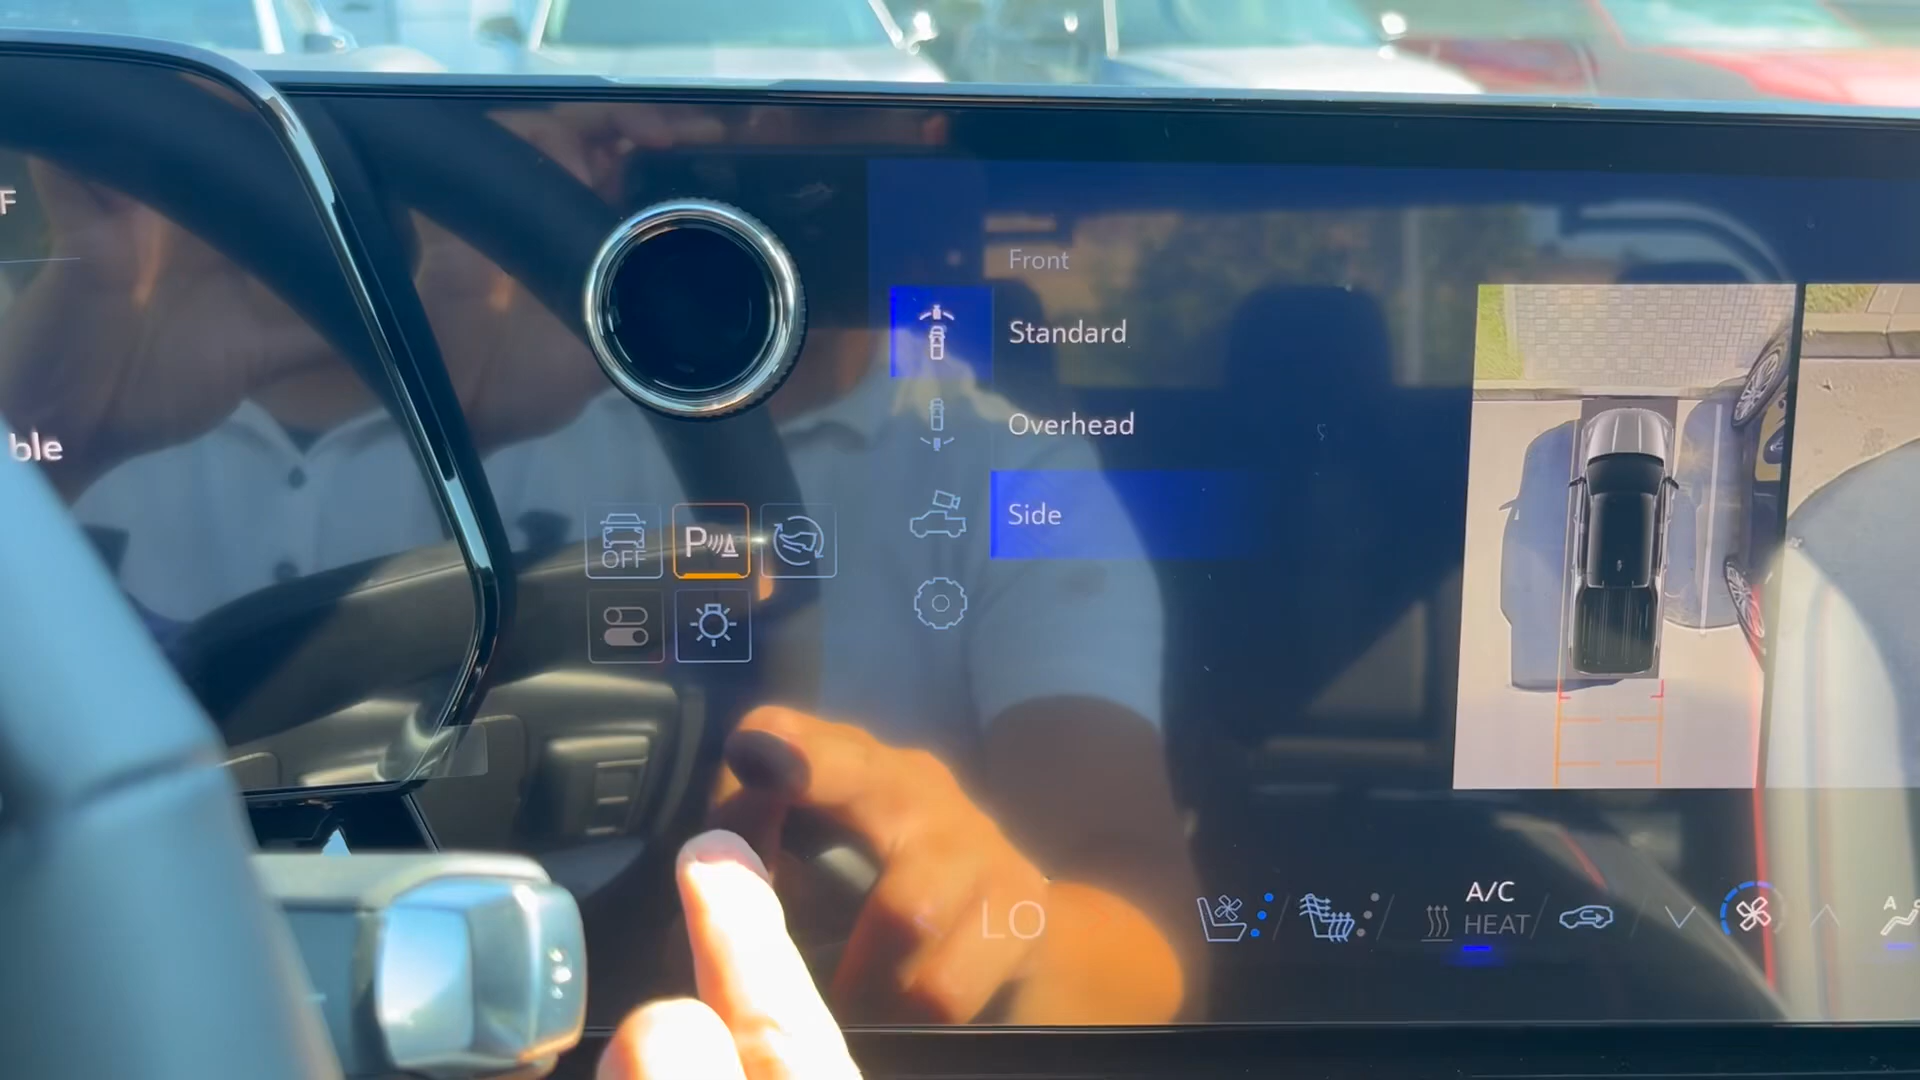 F
ble
OFF
P
Front
Standard
Overhead
Side
LO
A/C
HEAT
A